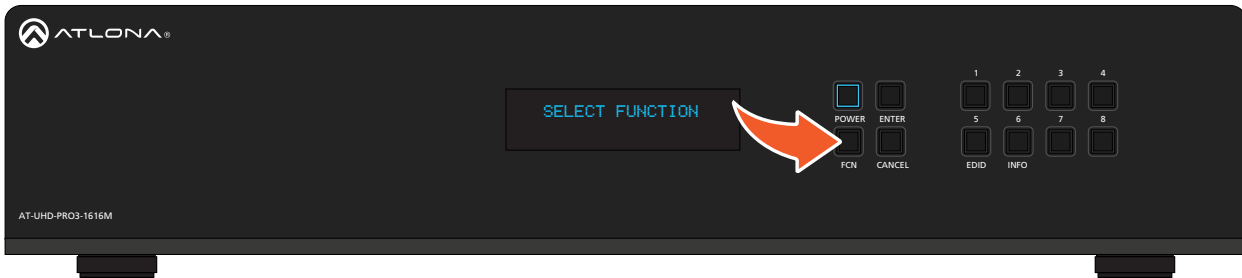 ATLONA®
SELECT FUNCTION
1 2 3 4
POWER ENTER 5 6 7 8
FCN CANCEL EDID INFO
AT-UHD-PRO3-1616M